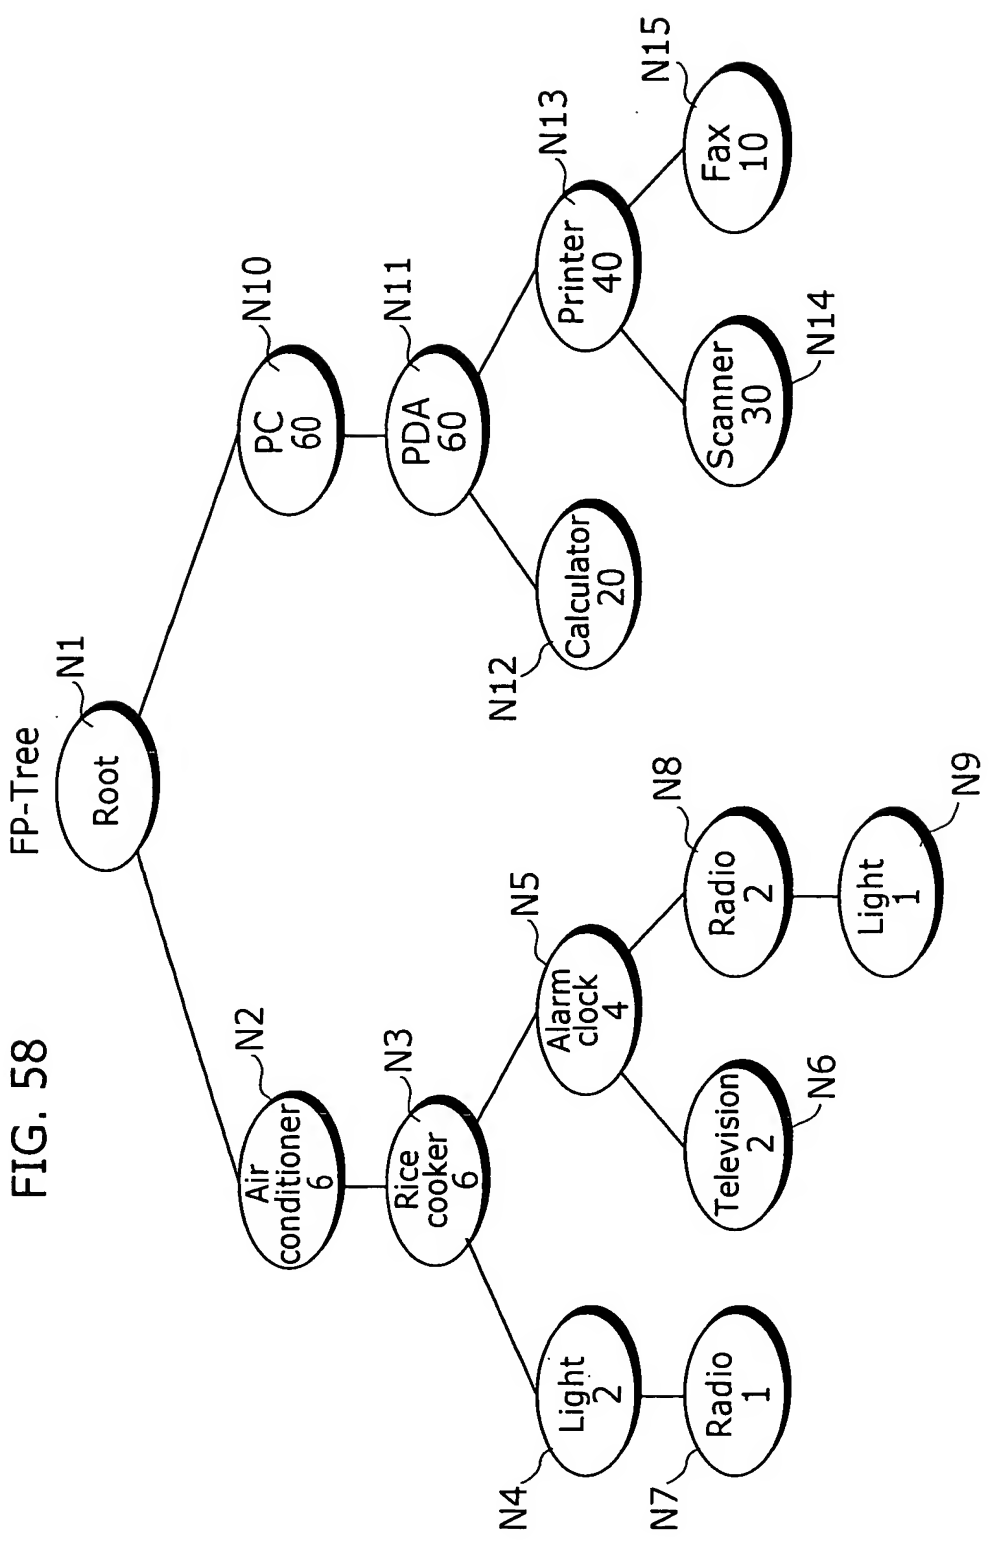 FIG. 58
FP-Tree
Root
N1
Air
conditioner
6
N2
PC
60
N10
Rice
cooker
6
N3
PDA
60
N11
N4
Light
2
Alarm
clock
4
N5
N12
Calculator
20
Printer
40
N13
N7
Radio
1
Television
2
N6
Radio
2
N8
Scanner
30
N14
Fax
10
N15
Light
1
N9